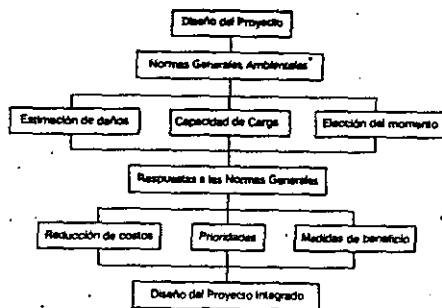 Diseño del Proyecto
Normas Generales Ambientales*
Estimación de daños
Capacidad de Carga
Elección del momento
Respuestas a las Normas Generales
Reducción de costos
Prioridades
Medidas de beneficio
Diseño del Proyecto Integrado